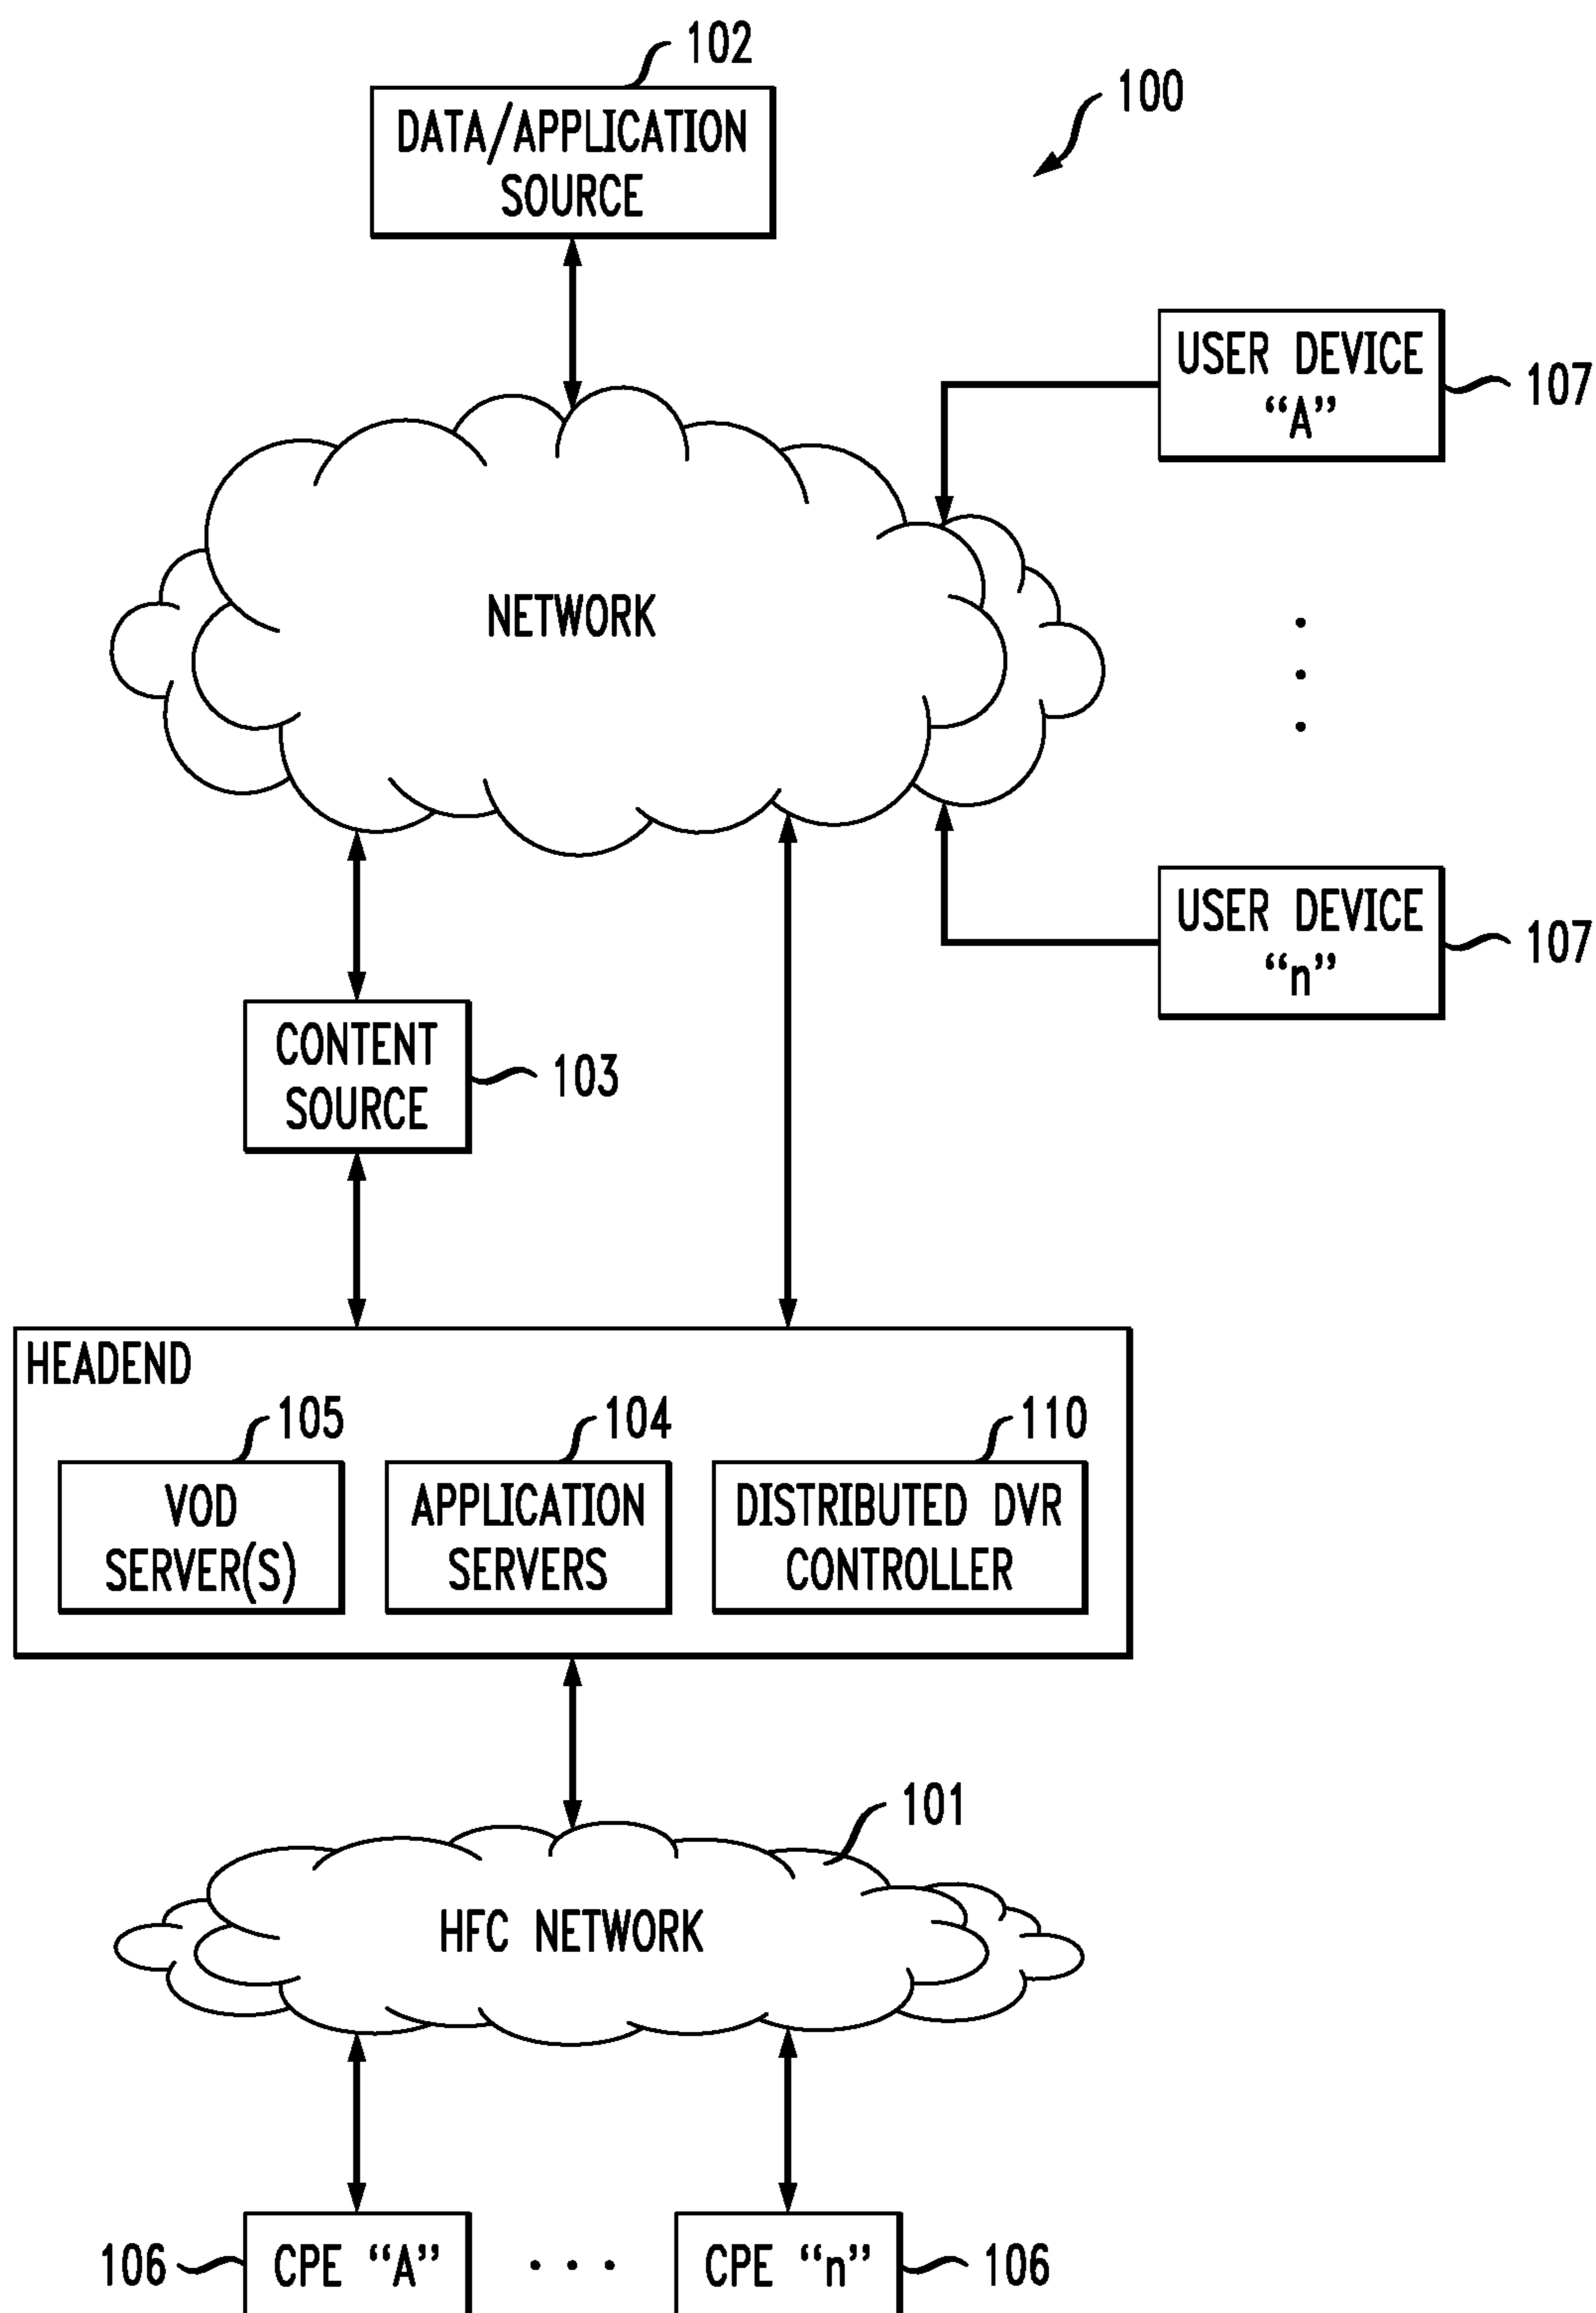 102
DATA/APPLICATION
SOURCE
100
USER DEVICE
“A”
107
NETWORK
USER DEVICE
“n”
107
CONTENT
SOURCE
103
HEADEND
105
VOD
SERVER(S)
104
APPLICATION
SERVERS
110
DISTRIBUTED DVR
CONTROLLER
101
HFC NETWORK
106
CPE “A”
CPE “n”
106